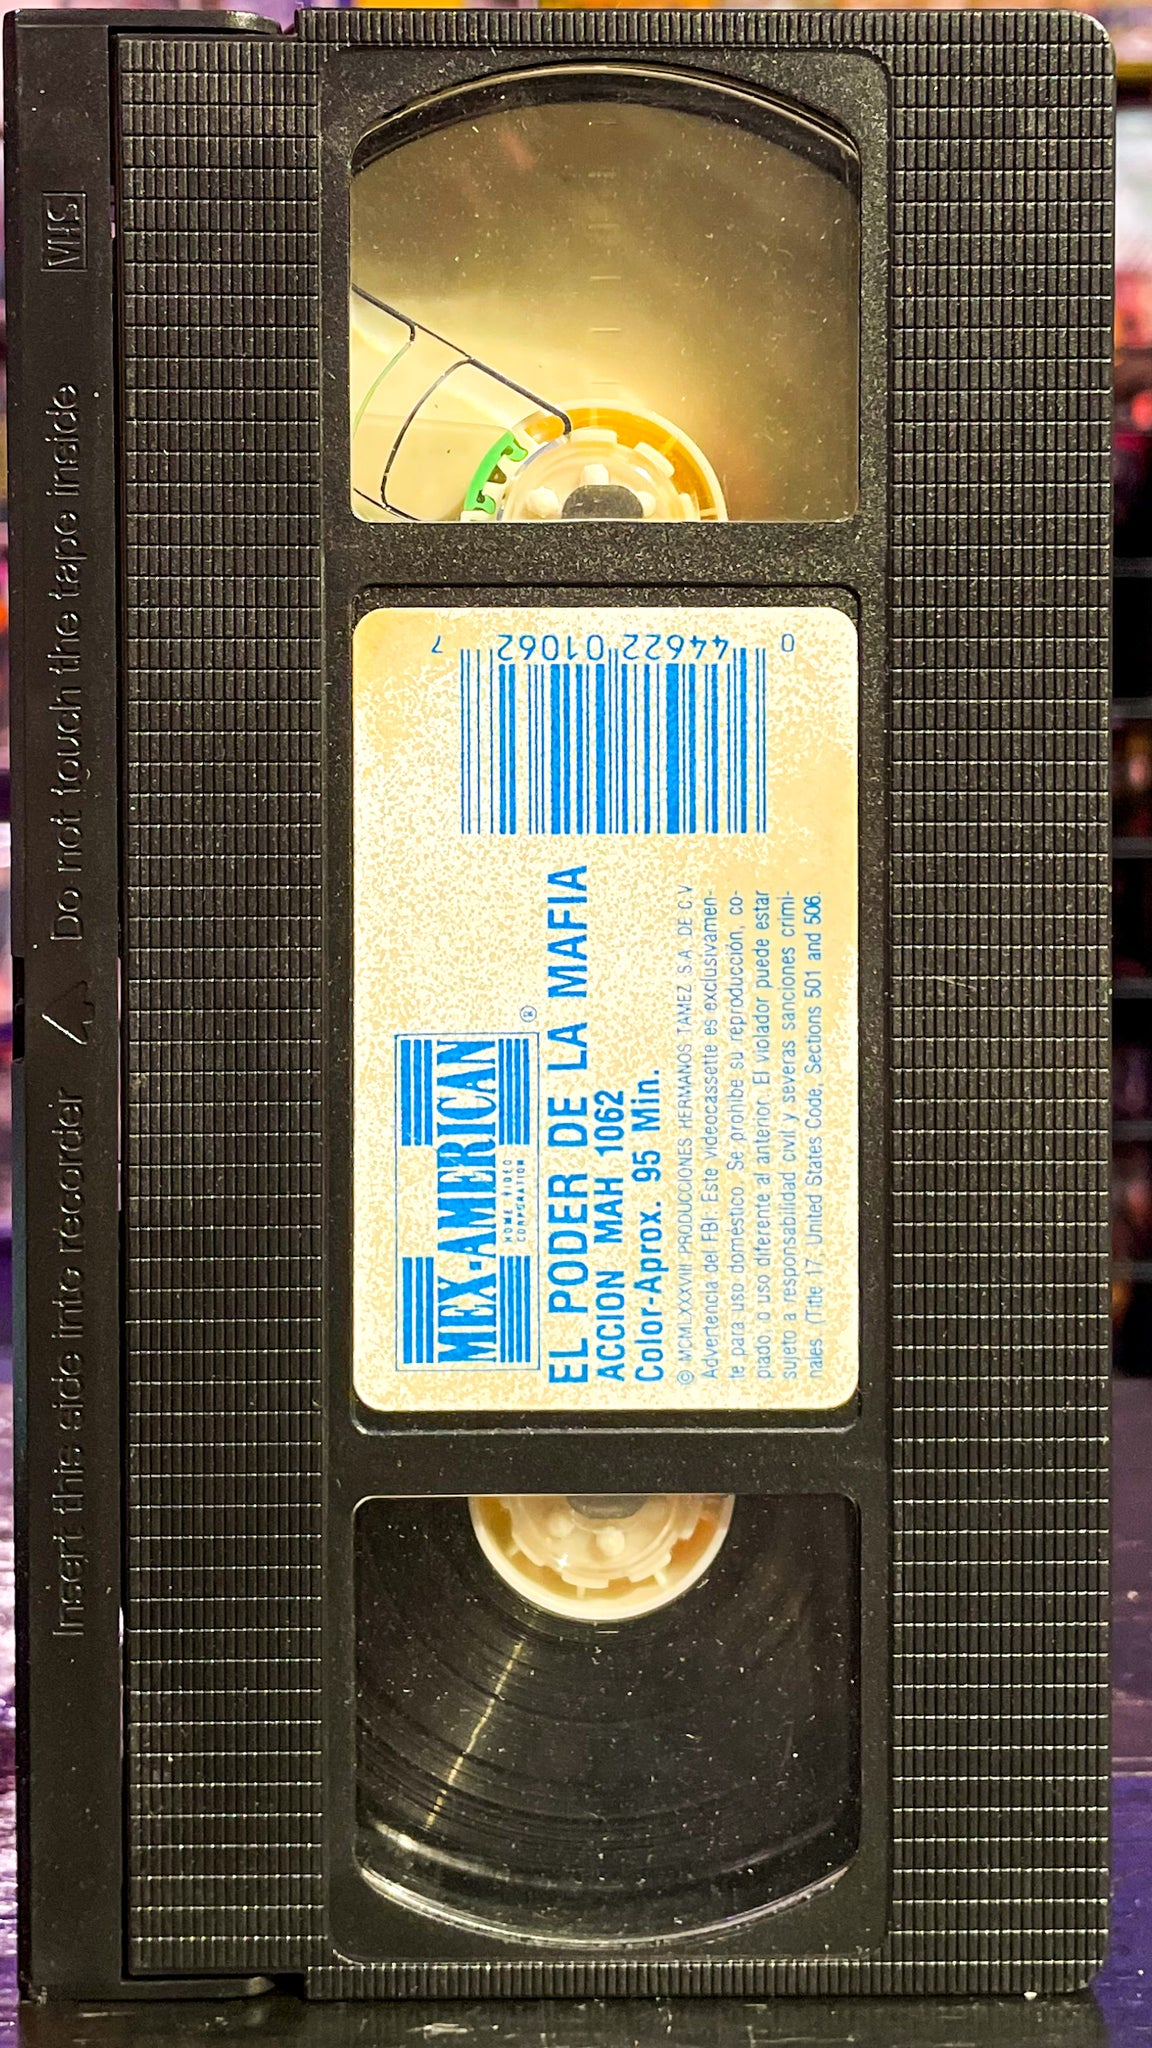 VHS
Insert this side into recorder △ Do not touch the tape inside
MEX-AMERICAN
HOME VIDEO
CORPORATION
®
EL PODER DE LA MAFIA
ACCION MAH 1062
Color-Aprox. 95 Min.
© MCMLXXXVIII PRODUCCIONES HERMANOS TAMEZ S.A. DE C.V
Advertencia del FBI: Este videocassette es exclusivamen-
te para uso doméstico. Se prohibe su reproducción, co-
piado, o uso diferente al anterior. El violador puede estar
sujeto a responsabilidad civil y severas sanciones crimi-
nales. (Title 17, United States Code, Sections 501 and 506.
0 44622 01062 7